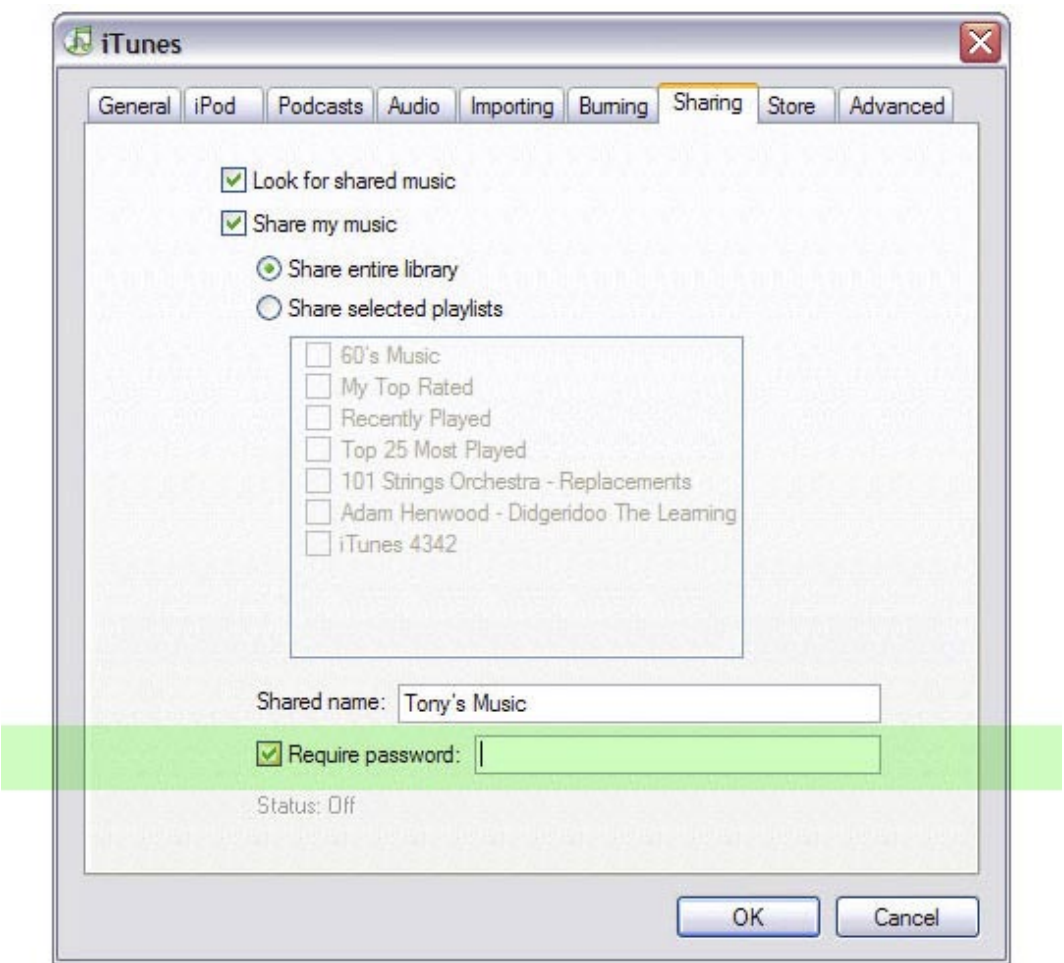 iTunes
General iPod Podcasts Audio Importing Burning Sharing Store Advanced
Look for shared music
Share my music
Share entire library
Share selected playlists
60's Music
My Top Rated
Recently Played
Top 25 Most Played
101 Strings Orchestra - Replacements
Adam Henwood - Didgeridoo The Learning
iTunes 4342
Shared name: Tony's Music
Require password:
Status: Off
OK Cancel